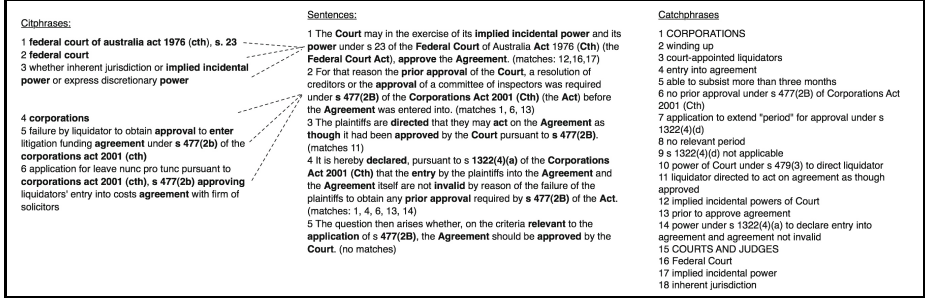 Citphrases:
1 federal court of australia act 1976 (cth), s. 23
2 federal court
3 whether inherent jurisdiction or implied incidental
power or express discretionary power
4 corporations
5 failure by liquidator to obtain approval to enter
litigation funding agreement under s 477(2b) of the
corporations act 2001 (cth)
6 application for leave nunc pro tunc pursuant to
corporations act 2001 (cth), s 477(2b) approving
liquidators' entry into costs agreement with firm of
solicitors
Sentences:
1 The Court may in the exercise of its implied incidental power and its
power under s 23 of the Federal Court of Australia Act 1976 (Cth) (the
Federal Court Act), approve the Agreement. (matches: 12,16,17)
2 For that reason the prior approval of the Court, a resolution of
creditors or the approval of a committee of inspectors was required
under s 477(2B) of the Corporations Act 2001 (Cth) (the Act) before
the Agreement was entered into. (matches 1, 6, 13)
3 The plaintiffs are directed that they may act on the Agreement as
though it had been approved by the Court pursuant to s 477(2B).
(matches 11)
4 It is hereby declared, pursuant to s 1322(4)(a) of the Corporations
Act 2001 (Cth) that the entry by the plaintiffs into the Agreement and
the Agreement itself are not invalid by reason of the failure of the
plaintiffs to obtain any prior approval required by s 477(2B) of the Act.
(matches: 1, 4, 6, 13, 14)
5 The question then arises whether, on the criteria relevant to the
application of s 477(2B), the Agreement should be approved by the
Court. (no matches)
Catchphrases
1 CORPORATIONS
2 winding up
3 court-appointed liquidators
4 entry into agreement
5 able to subsist more than three months
6 no prior approval under s 477(2B) of Corporations Act
2001 (Cth)
7 application to extend "period" for approval under s
1322(4)(d)
8 no relevant period
9 s 1322(4)(d) not applicable
10 power of Court under s 479(3) to direct liquidator
11 liquidator directed to act on agreement as though
approved
12 implied incidental powers of Court
13 prior to approve agreement
14 power under s 1322(4)(a) to declare entry into
agreement and agreement not invalid
15 COURTS AND JUDGES
16 Federal Court
17 implied incidental power
18 inherent jurisdiction